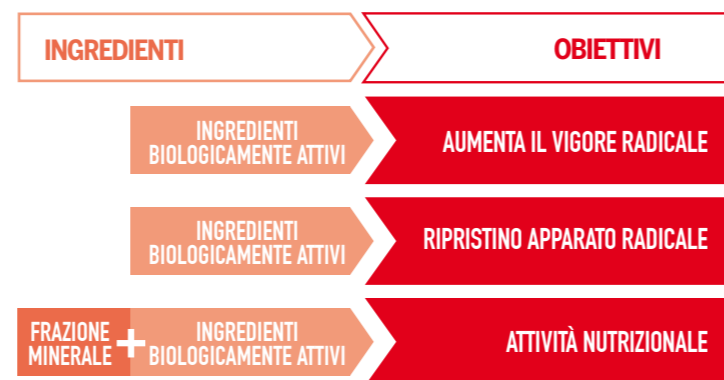 INGREDIENTI
OBIETTIVI
INGREDIENTI
BIOLOGICAMENTE ATTIVI
AUMENTA IL VIGORE RADICALE
INGREDIENTI
BIOLOGICAMENTE ATTIVI
RIPRISTINO APPARATO RADICALE
FRAZIONE
MINERALE
+
INGREDIENTI
BIOLOGICAMENTE ATTIVI
ATTIVITÀ NUTRIZIONALE